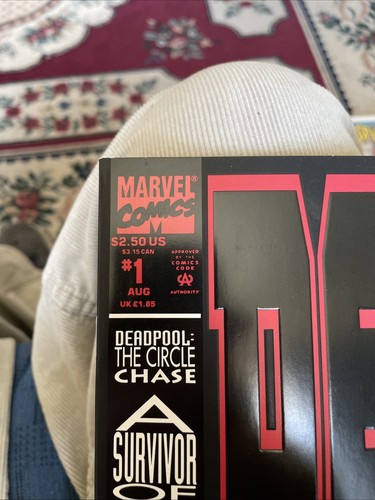 MARVEL®
COMICS
$2.50 US
$3.15 CAN
#1
AUG
UK £1.85
APPROVED
BY THE
COMICS
CODE
CA
AUTHORITY
DEADPOOL:
THE CIRCLE
CHASE
A
SURVIVOR
OF
DE